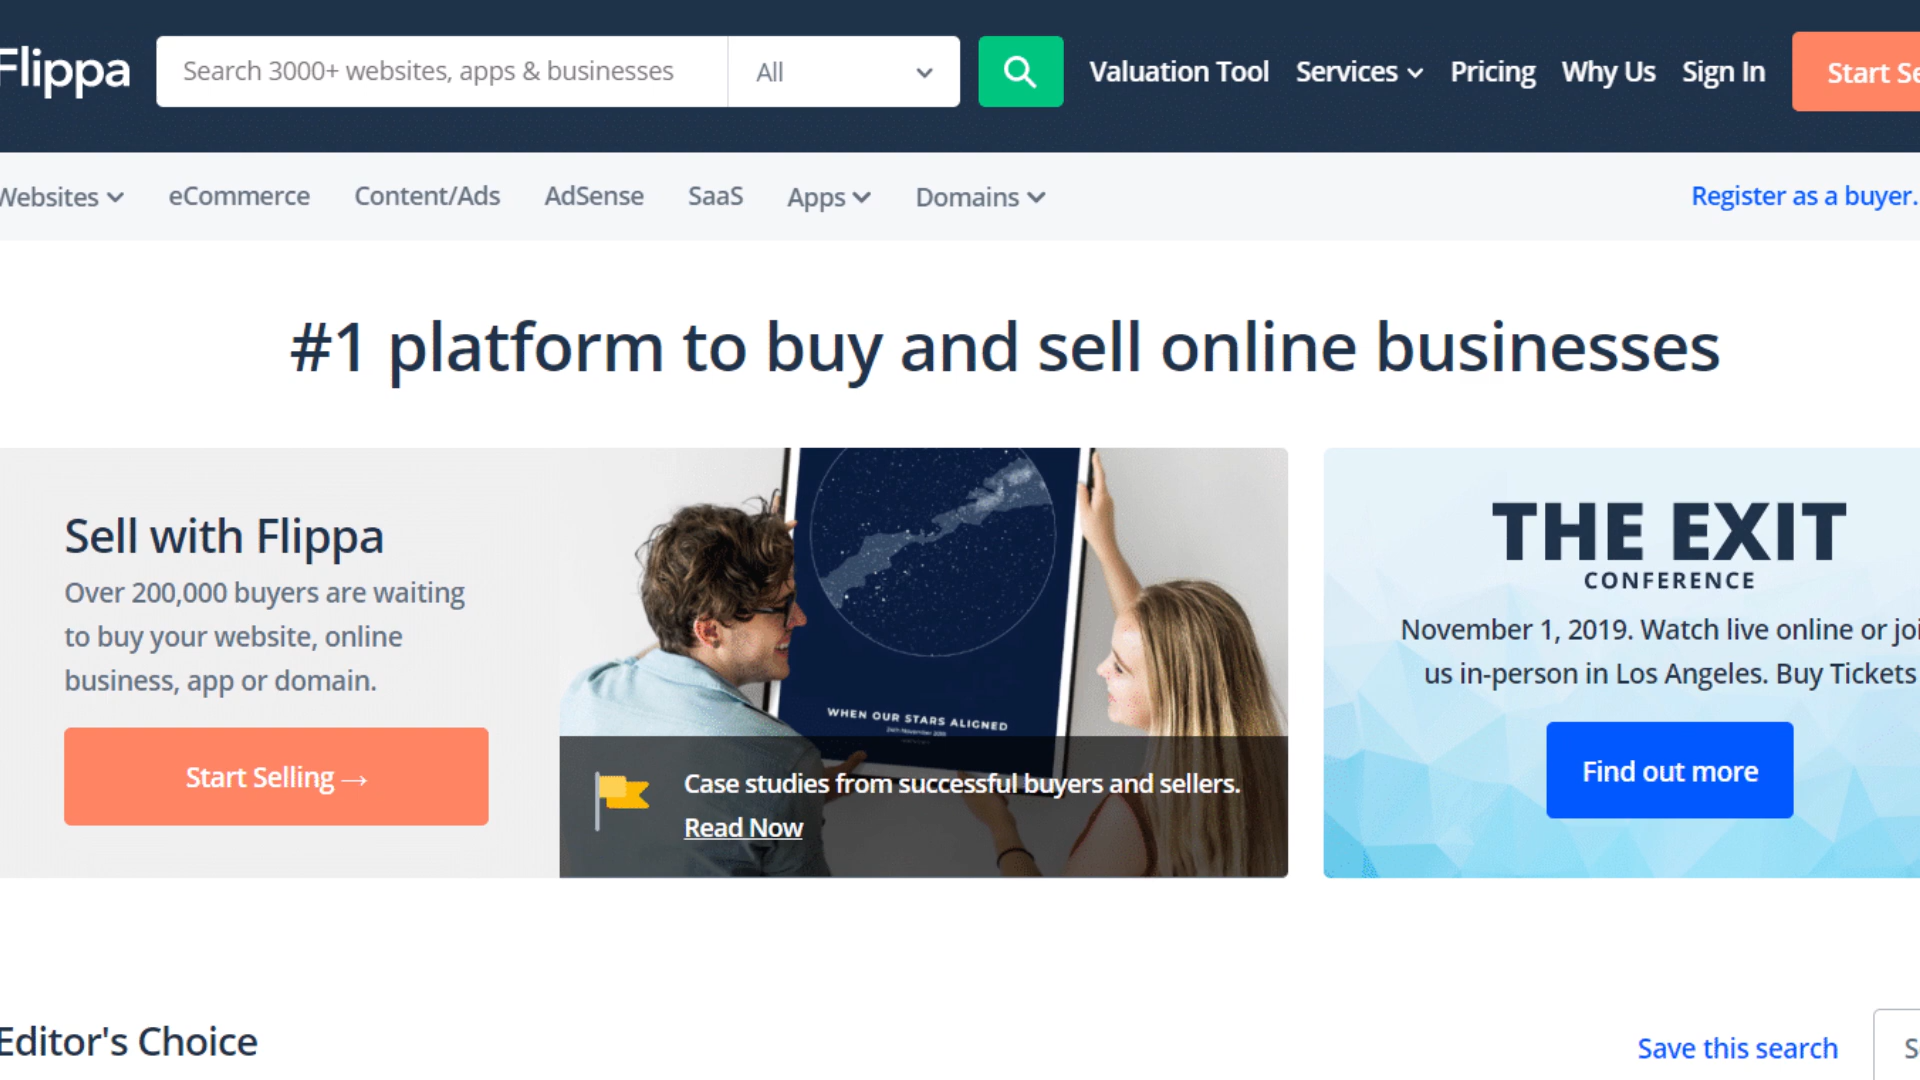 Flippa
Search 3000+ websites, apps & businesses
All
Valuation Tool
Services
Pricing
Why Us
Sign In
Start Se
Websites
eCommerce
Content/Ads
AdSense
SaaS
Apps
Domains
Register as a buyer.
#1 platform to buy and sell online businesses
Sell with Flippa
Over 200,000 buyers are waiting
to buy your website, online
business, app or domain.
Start Selling →
WHEN OUR STARS ALIGNED
Case studies from successful buyers and sellers.
Read Now
THE EXIT
CONFERENCE
November 1, 2019. Watch live online or joi
us in-person in Los Angeles. Buy Tickets
Find out more
Editor's Choice
Save this search